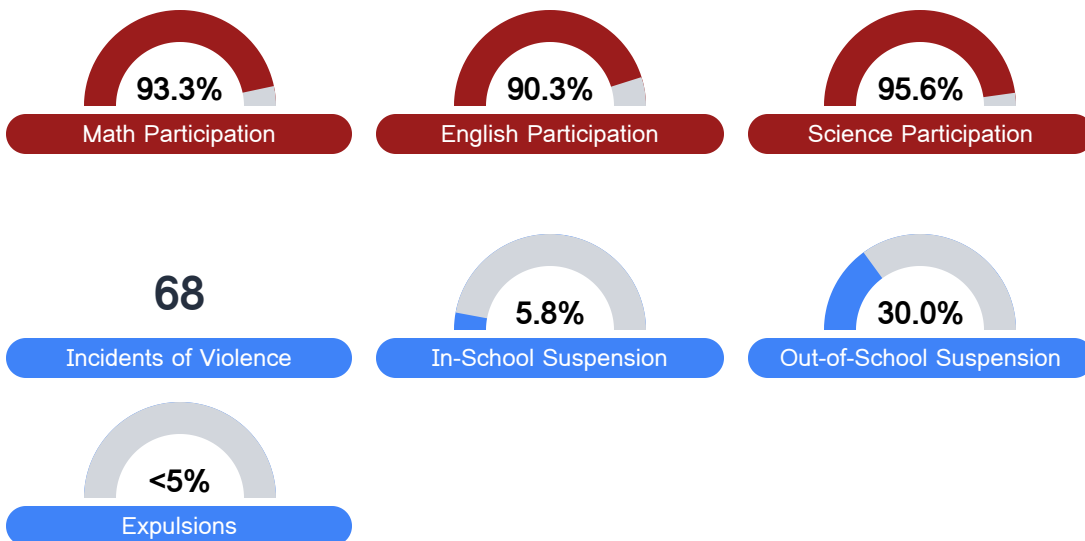 93.3%
90.3%
95.6%
Math Participation
English Participation
Science Participation
68
5.8%
30.0%
Incidents of Violence
In-School Suspension
Out-of-School Suspension
<5%
Expulsions